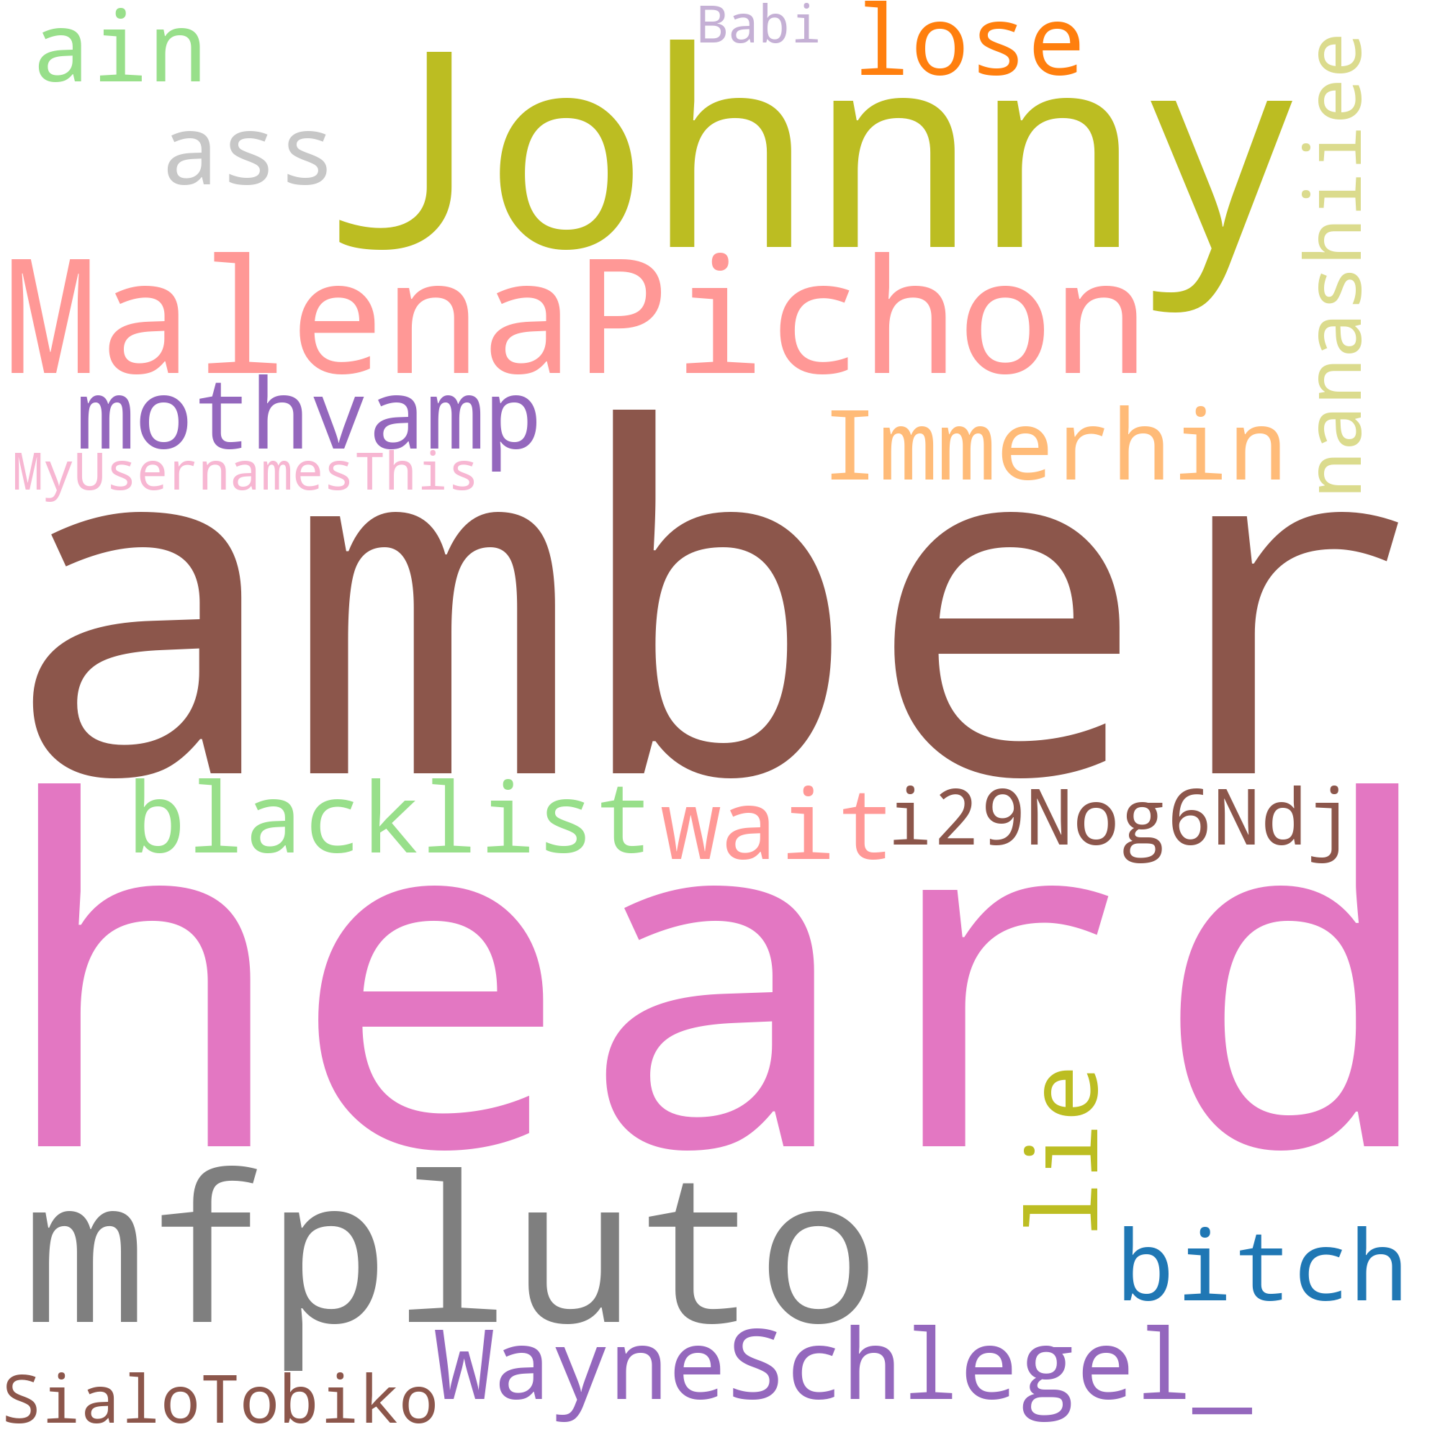 Babi
lose
ain
Johnny
nanashiiee
ass
MalenaPichon
mothvamp
Immerhin
MyUsernamesThis
amber
blacklist
wait
i29Nog6Ndj
heard
lie
mfpluto
bitch
WayneSchlegel_
SialoTobiko